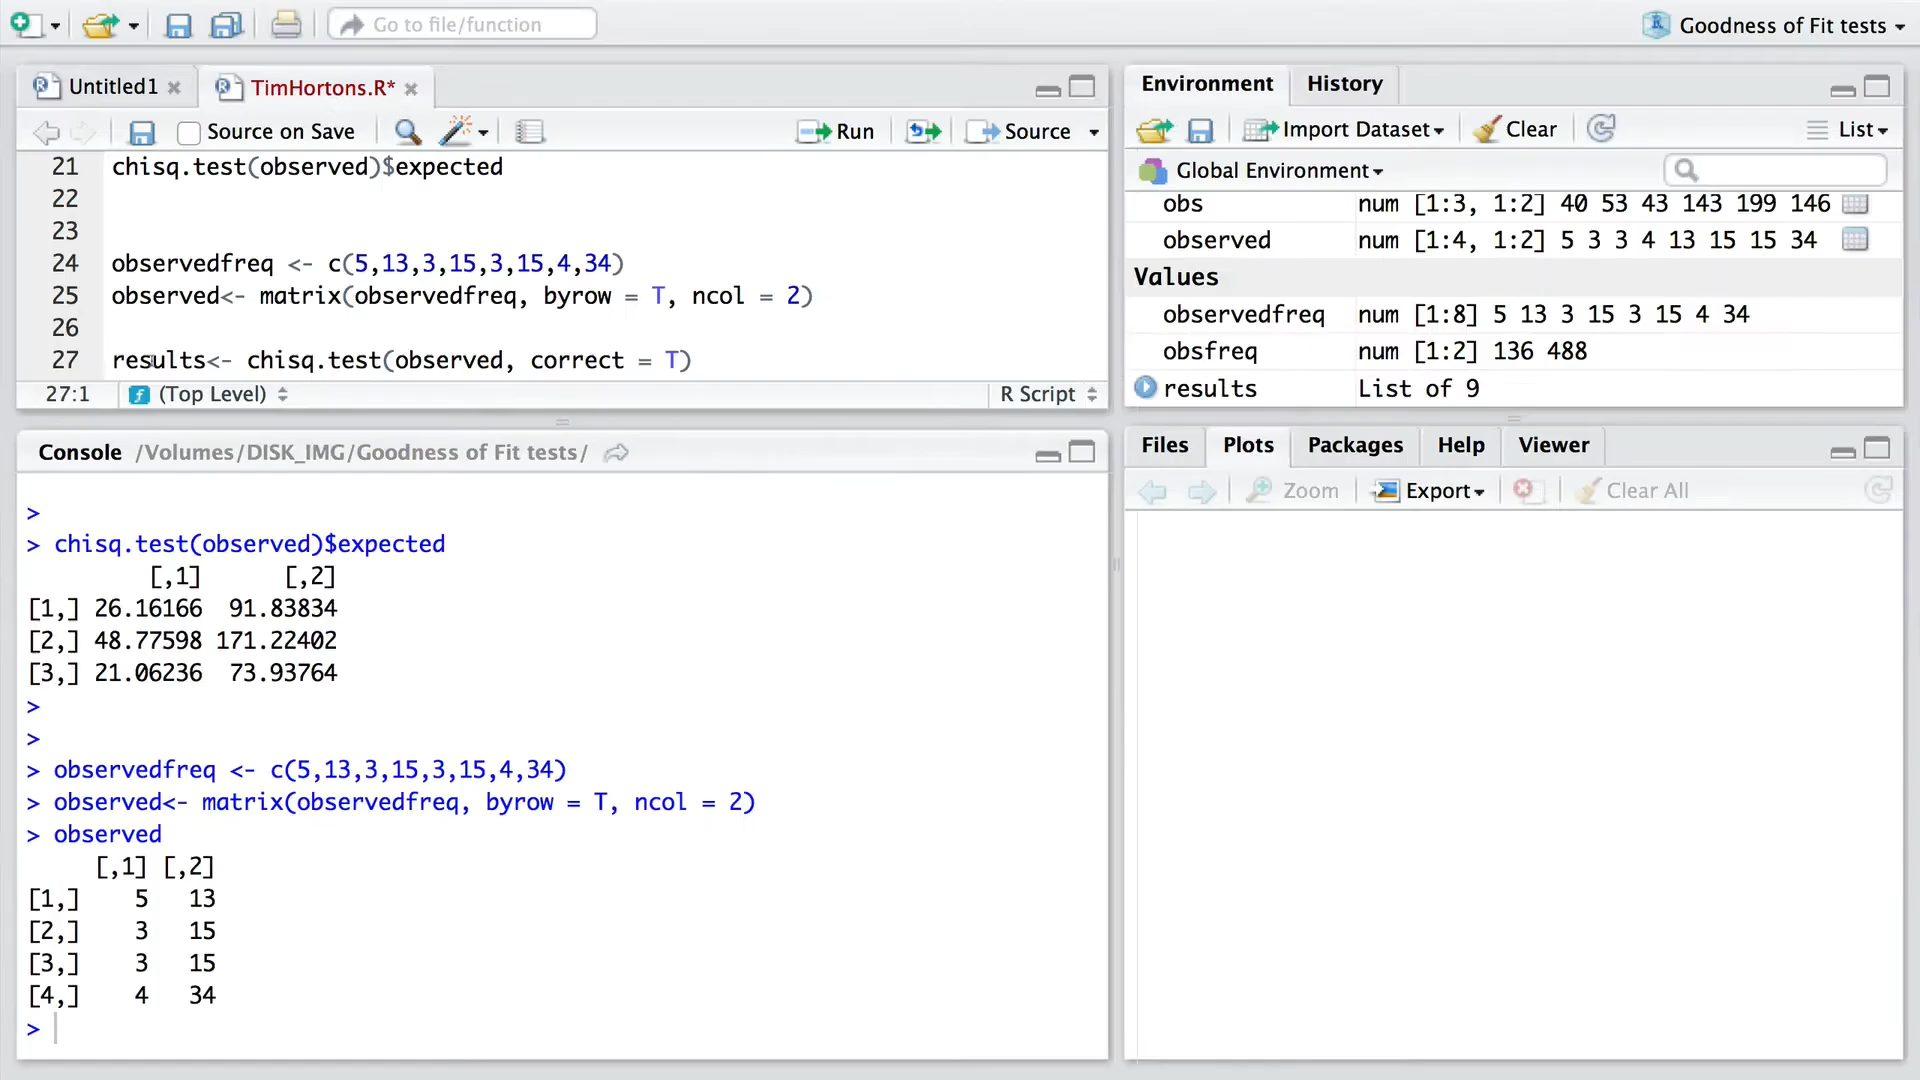 Go to file/function
Goodness of Fit tests
Untitled1
TimHortons.R*
Source on Save
Run
Source
21 chisq.test(observed)$expected
22
23
24 observedfreq <- c(5,13,3,15,3,15,4,34)
25 observed<- matrix(observedfreq, byrow = T, ncol = 2)
26
27 results<- chisq.test(observed, correct = T)
27:1 (Top Level) R Script
Console /Volumes/DISK_IMG/Goodness of Fit tests/
>
> chisq.test(observed)$expected
[,1] [,2]
[1,] 26.16166 91.83834
[2,] 48.77598 171.22402
[3,] 21.06236 73.93764
>
>
> observedfreq <- c(5,13,3,15,3,15,4,34)
> observed<- matrix(observedfreq, byrow = T, ncol = 2)
> observed
[,1] [,2]
[1,] 5 13
[2,] 3 15
[3,] 3 15
[4,] 4 34
>
Environment History
Import Dataset Clear List
Global Environment
obs num [1:3, 1:2] 40 53 43 143 199 146
observed num [1:4, 1:2] 5 3 3 4 13 15 15 34
Values
observedfreq num [1:8] 5 13 3 15 3 15 4 34
obsfreq num [1:2] 136 488
results List of 9
Files Plots Packages Help Viewer
Zoom Export Clear All